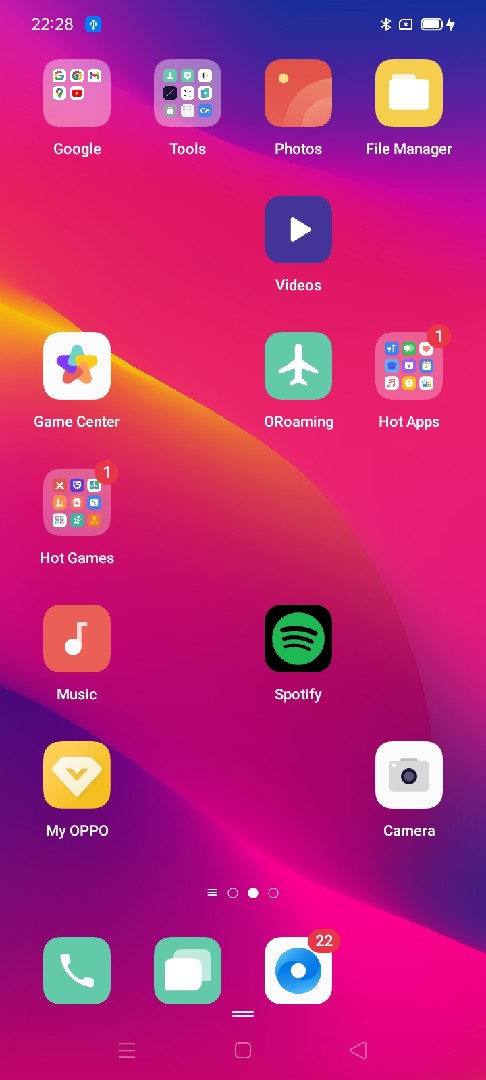 22:28
Google
Tools
Photos
File Manager
Videos
1
Game Center
ORoaming
Hot Apps
1
Hot Games
Music
Spotify
My OPPO
Camera
22